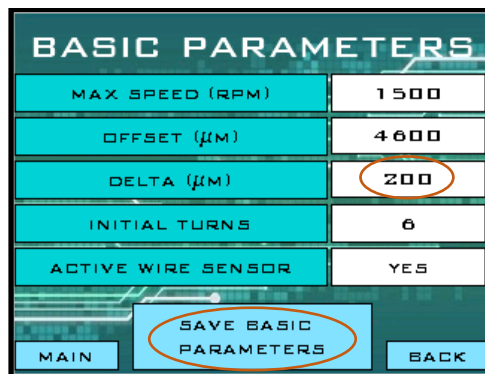 BASIC PARAMETERS
MAX SPEED (RPM) 1500
OFFSET (μM) 4600
DELTA (μM) 200
INITIAL TURNS 6
ACTIVE WIRE SENSOR YES
SAVE BASIC
PARAMETERS
MAIN BACK